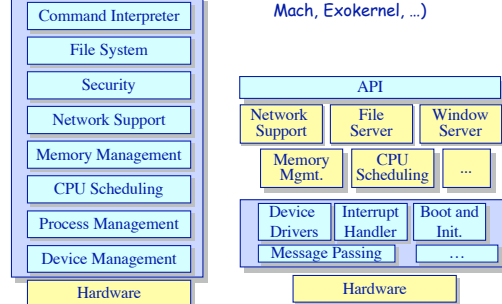 Command Interpreter
File System
Security
Network Support
Memory Management
CPU Scheduling
Process Management
Device Management
Hardware
Mach, Exokernel, …)
API
Network
Support
File
Server
Window
Server
Memory
Mgmt.
CPU
Scheduling
...
Device
Drivers
Interrupt
Handler
Boot and
Init.
Message Passing
…
Hardware